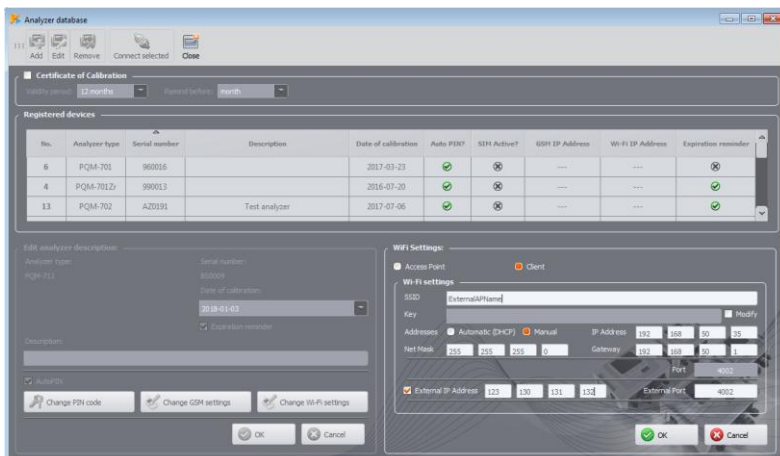 Analyzer database
Add Edit Remove Connect selected Close
Certificate of Calibration
Validity period: 12 months Remind before: month
Registered devices
No. Analyzer type Serial number Description Date of calibration Auto PIN? SIM Active? GSM IP Address Wi-Fi IP Address Expiration reminder
6 PQM-701 960016 2017-03-23 --- ---
4 PQM-701Zr 990013 2016-07-20 --- ---
13 PQM-702 AZ0191 Test analyzer 2017-07-06 --- ---
Edit analyzer description:
Analyzer type: Serial number:
PQM-711 800009
Date of calibration:
2018-01-03
Expiration reminder
Description:
AutoPIN
Change PIN code Change GSM settings Change Wi-Fi settings
OK Cancel
WiFi Settings:
Access Point Client
Wi-Fi settings
SSID ExternalAPName
Key Modify
Addresses Automatic (DHCP) Manual IP Address 192 168 50 35
Net Mask 255 255 255 0 Gateway 192 168 50 1
Port 4002
External IP Address 123 130 131 132 External Port 4002
OK Cancel